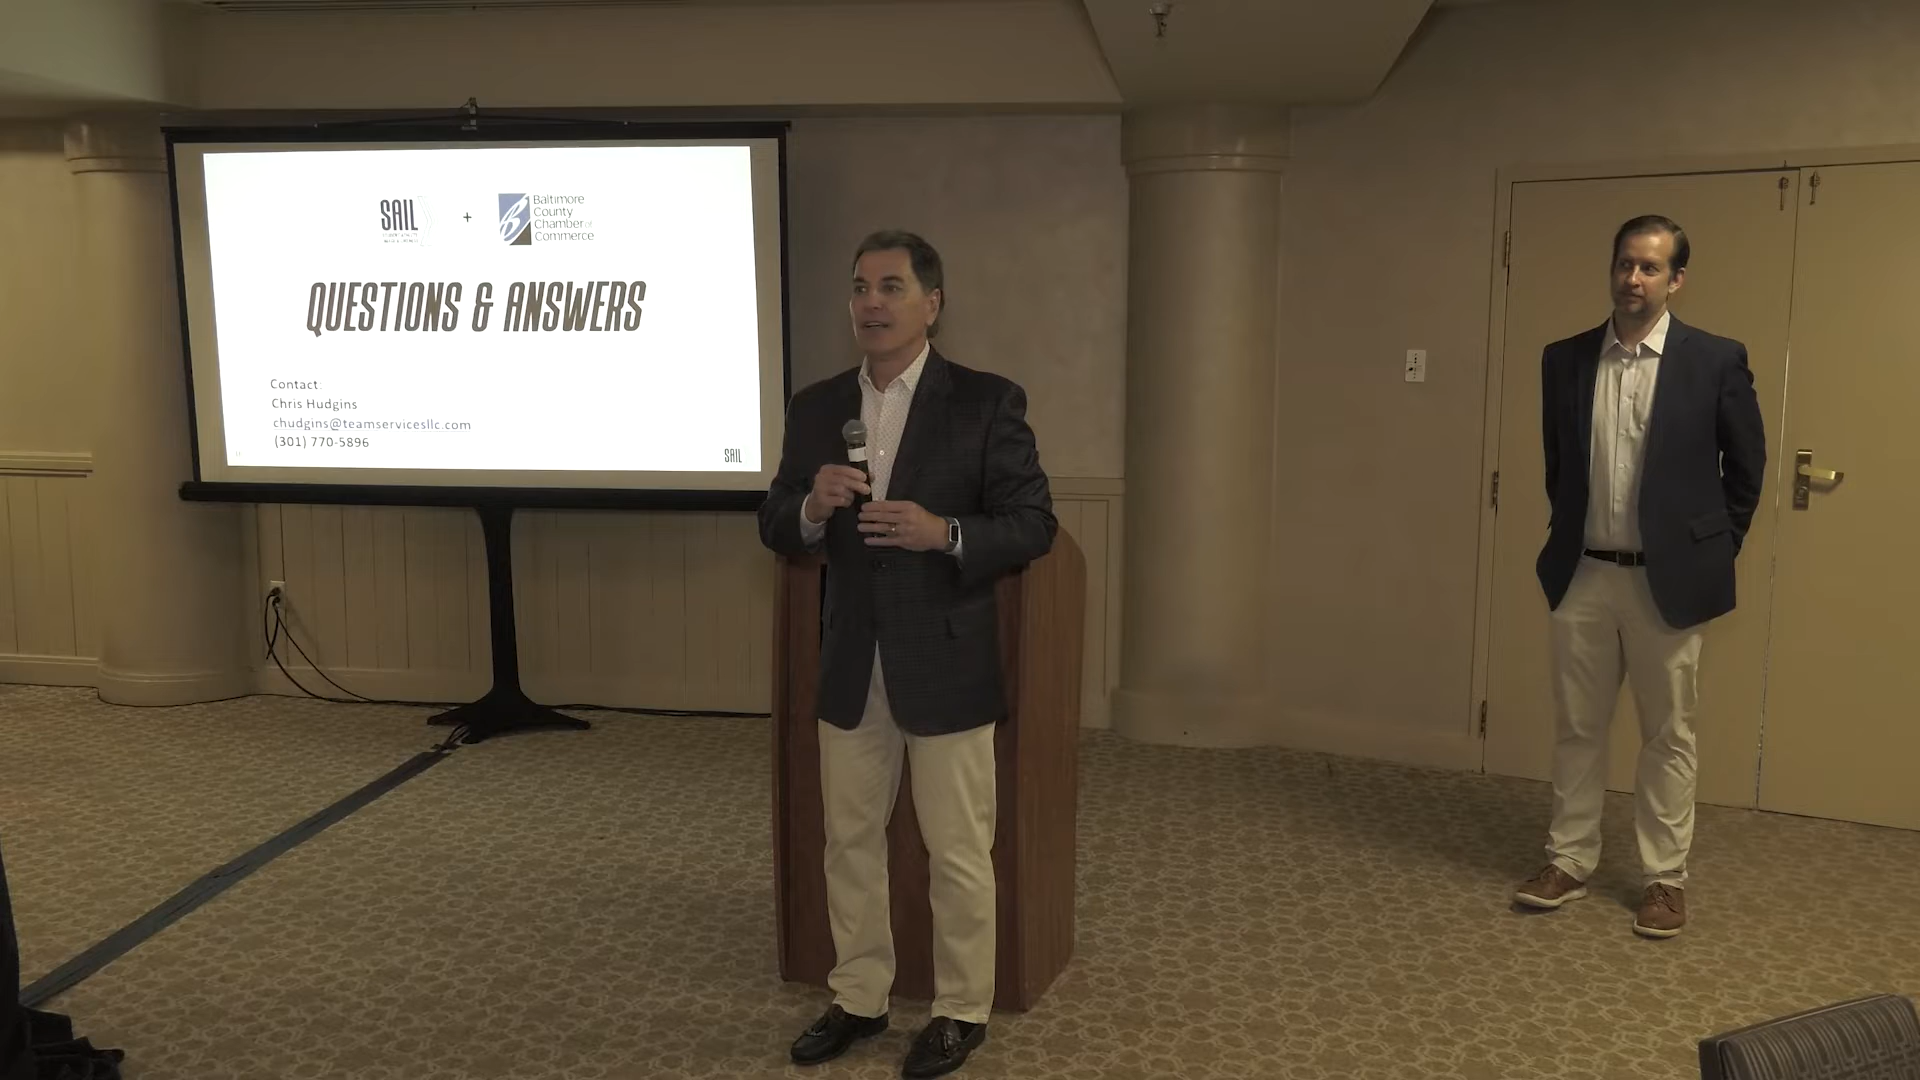 SAIL
+
Baltimore
County
Chamber of
Commerce
QUESTIONS & ANSWERS
Contact:
Chris Hudgins
chudgins@teamservicesllc.com
(301) 770-5896
SAIL